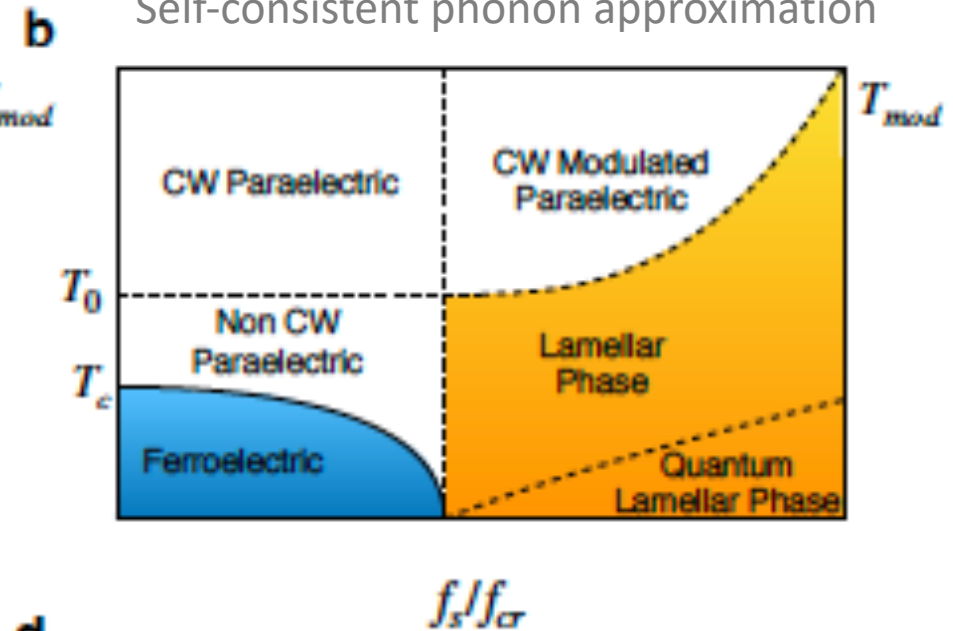 Self-consistent phonon approximation
b
mod
T_mod
CW Paraelectric
CW Modulated
Paraelectric
T_0
Non CW
Paraelectric
T_c
Lamellar
Phase
Ferroelectric
Quantum
Lamellar Phase
f_s/f_cr
d